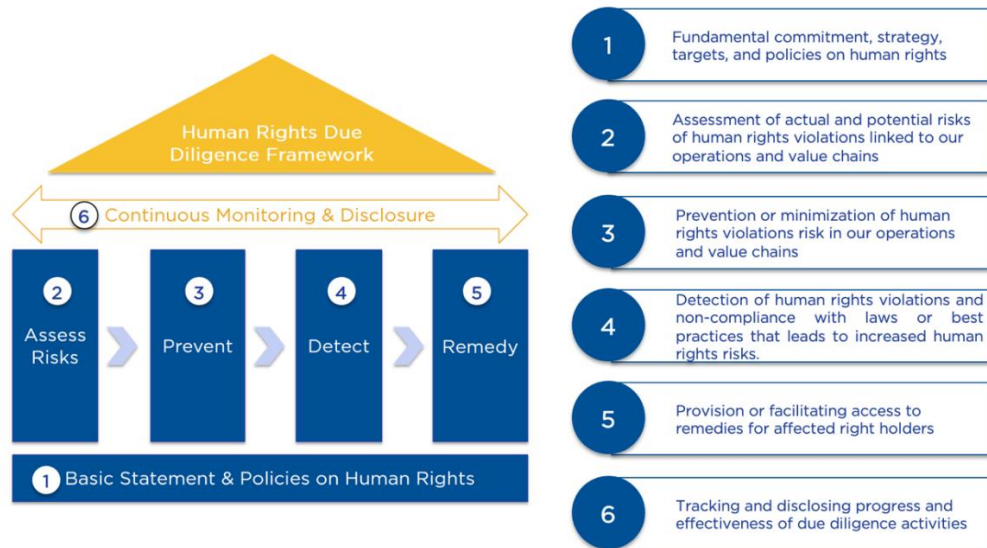 Human Rights Due
Diligence Framework
6 Continuous Monitoring & Disclosure
2
Assess
Risks
3
Prevent
4
Detect
5
Remedy
1 Basic Statement & Policies on Human Rights
1
Fundamental commitment, strategy,
targets, and policies on human rights
2
Assessment of actual and potential risks
of human rights violations linked to our
operations and value chains
3
Prevention or minimization of human
rights violations risk in our operations
and value chains
4
Detection of human rights violations and
non-compliance with laws or best
practices that leads to increased human
rights risks.
5
Provision or facilitating access to
remedies for affected right holders
6
Tracking and disclosing progress and
effectiveness of due diligence activities